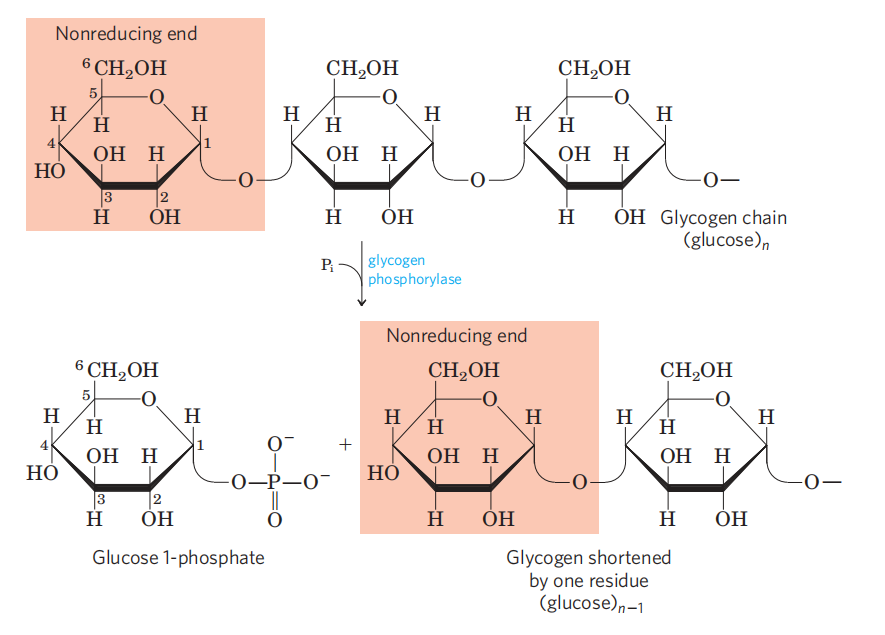 Nonreducing end
6 CH₂OH CH₂OH CH₂OH
5 O O O
H H H H H H
H H H
4 OH H 1 OH H OH H
HO O O O
3 2
H OH H OH H OH Glycogen chain
(glucose)ₙ
Pᵢ glycogen
phosphorylase
Nonreducing end
6 CH₂OH CH₂OH CH₂OH
5 O O O
H H H H H H
H H H
4 OH H 1 O⁻ + OH H OH H
HO O P O⁻ HO O O
3 2
H OH O H OH H OH
Glucose 1-phosphate Glycogen shortened
by one residue
(glucose)ₙ₋₁